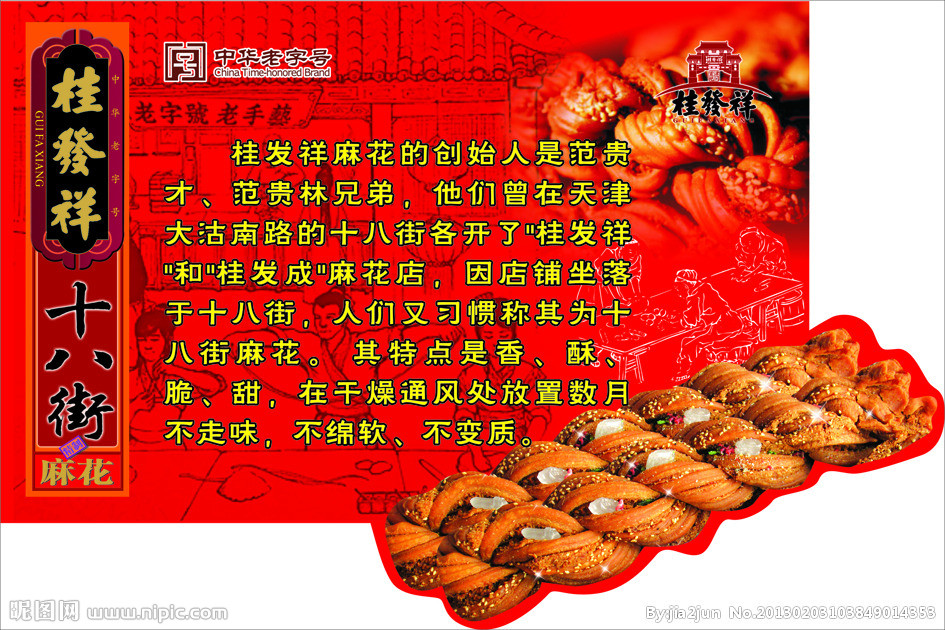 桂發祥
GUI FA XIANG
中华老字号
十八街
麻花
中华老字号
China Time-honored Brand
老字號 老手藝
桂發祥
桂发祥麻花的创始人是范贵
才、范贵林兄弟，他们曾在天津
大沽南路的十八街各开了"桂发祥
"和"桂发成"麻花店，因店铺坐落
于十八街，人们又习惯称其为十
八街麻花。 其特点是香、酥、
脆、甜，在干燥通风处放置数月
不走味，不绵软、不变质。
昵图网 www.nipic.com
By:jia2jun No.20130203103849014353